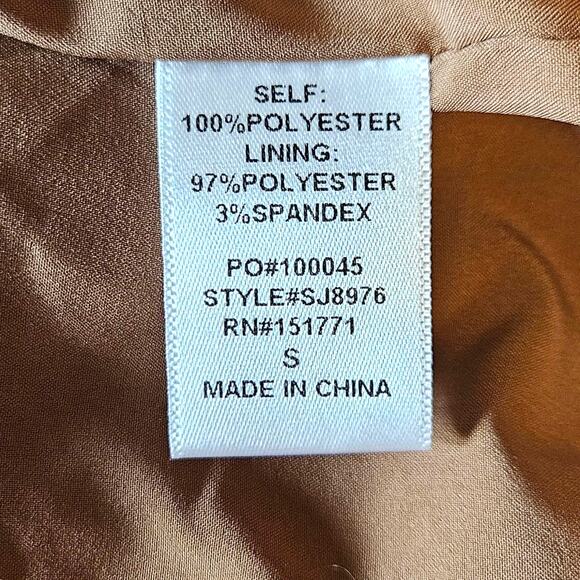 SELF:
100%POLYESTER
LINING:
97%POLYESTER
3%SPANDEX
PO#100045
STYLE#SJ8976
RN#151771
S
MADE IN CHINA